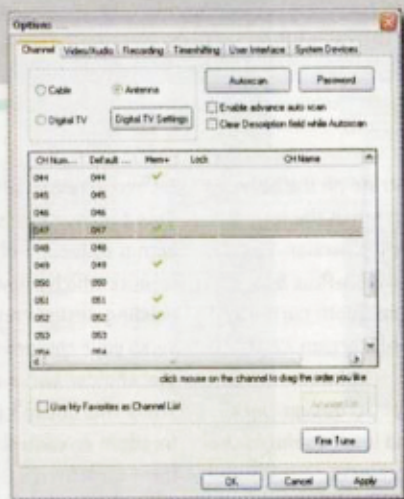 Options
Channel Video/Audio Recording Timeshifting User Interface System Devices
Cable Antenna Autoscan Password
Digital TV Digital TV Settings
Enable advance auto scan
Clear Description field while Autoscan
CH Num... Default ... Mem+ Lock CH Name
044 044
045 045
046 046
047 047
048 048
049 049
050 050
051 051
052 052
053 053
054 054
click mouse on the channel to drag the order you like
Use My Favorites as Channel List
Fine Tune
OK Cancel Apply